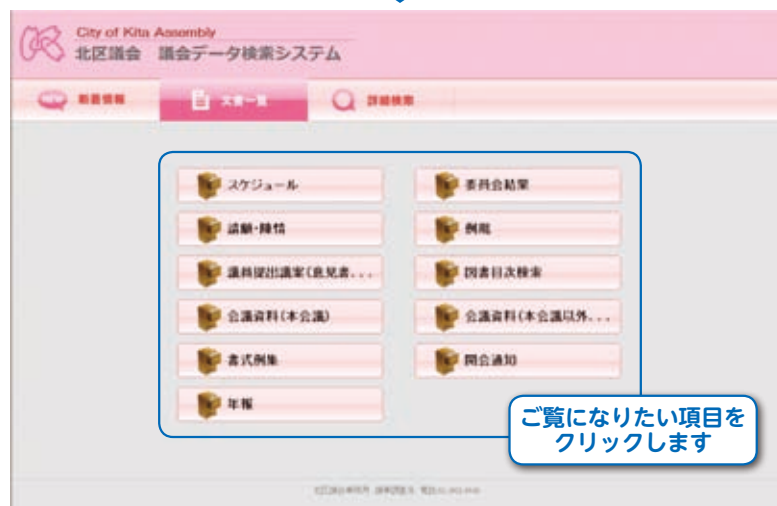 City of Kita Assembly
北区議会　議会データ検索システム
NEW 新着情報
文書一覧
詳細検索
スケジュール
委員会結果
請願・陳情
例規
議員提出議案(意見書...
図書目次検索
会議資料(本会議)
会議資料(本会議以外...
書式例集
開会通知
年報
ご覧になりたい項目を
クリックします